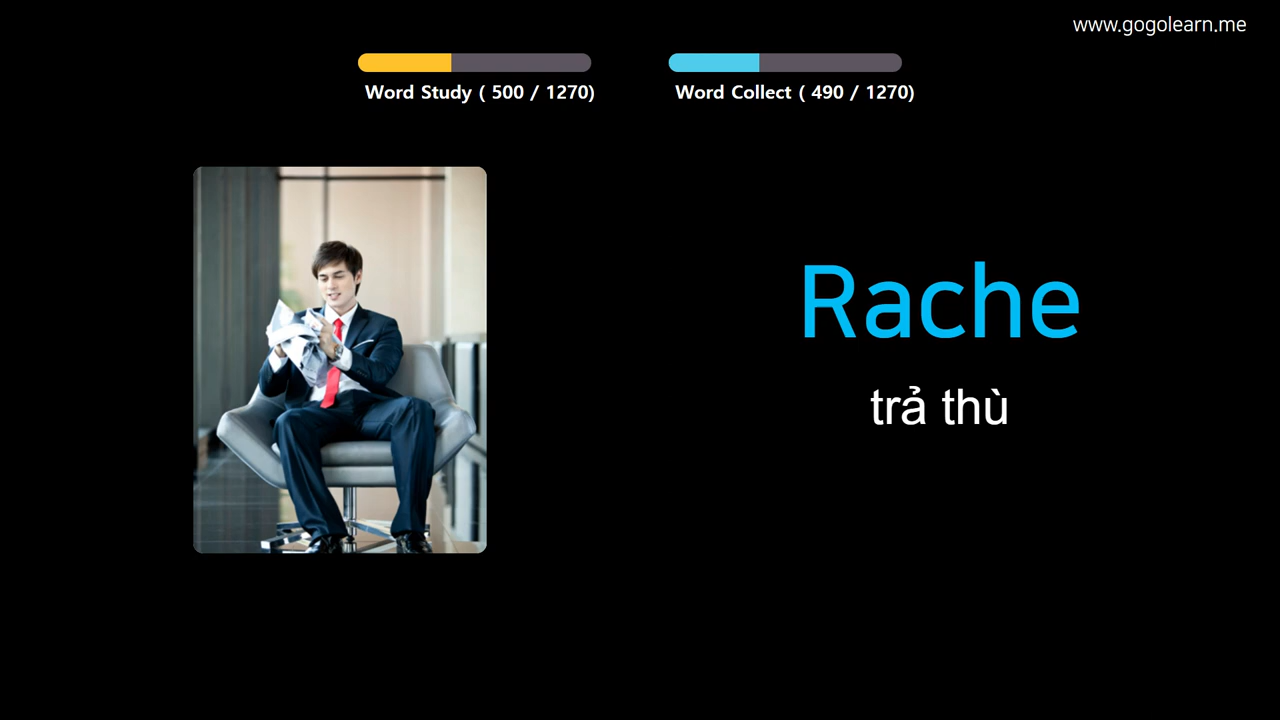 www.gogolearn.me
Word Study ( 500 / 1270)
Word Collect ( 490 / 1270)
Rache
trả thù